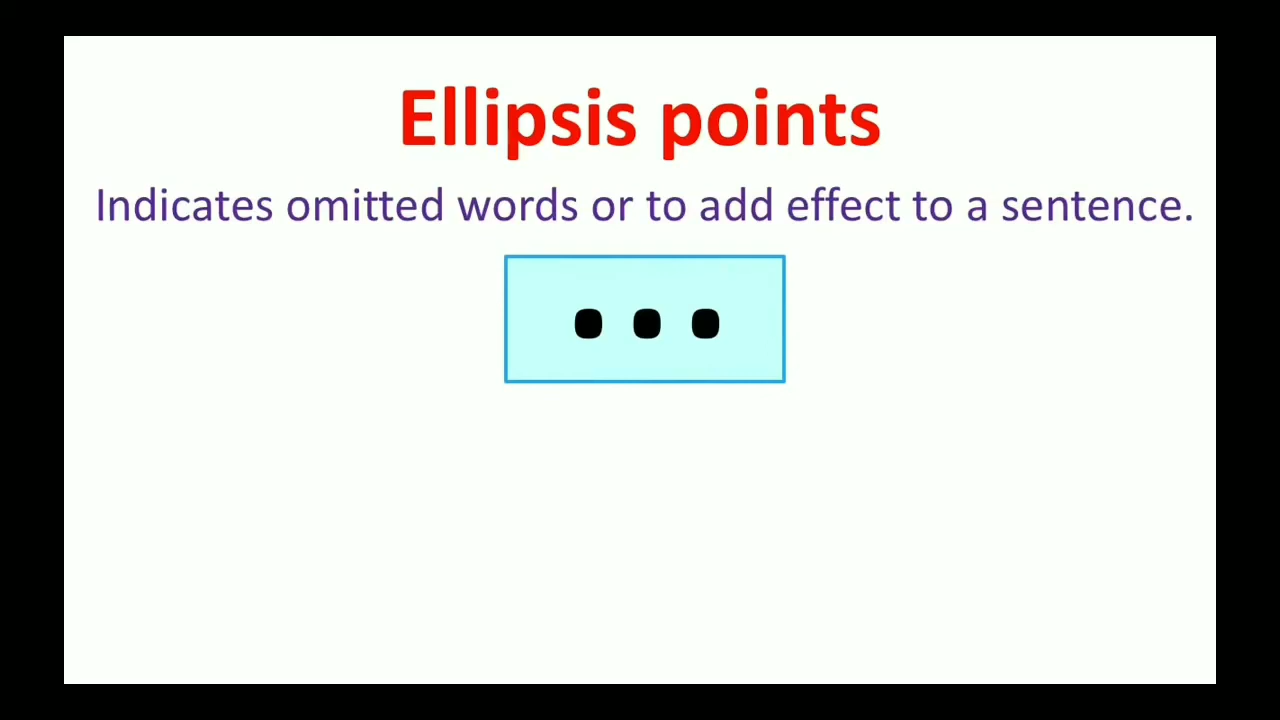 Ellipsis points
Indicates omitted words or to add effect to a sentence.
...